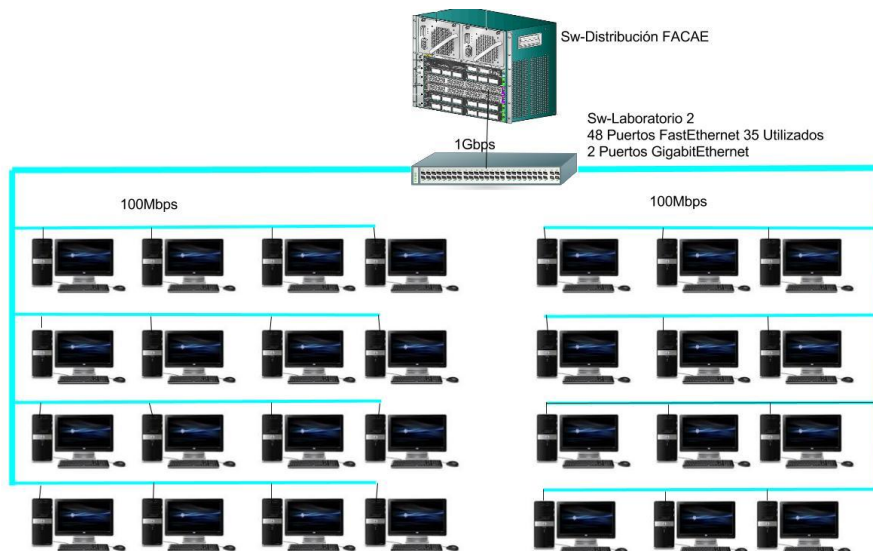 Sw-Distribución FACAE
Sw-Laboratorio 2
48 Puertos FastEthernet 35 Utilizados
2 Puertos GigabitEthernet
1Gbps
100Mbps
100Mbps